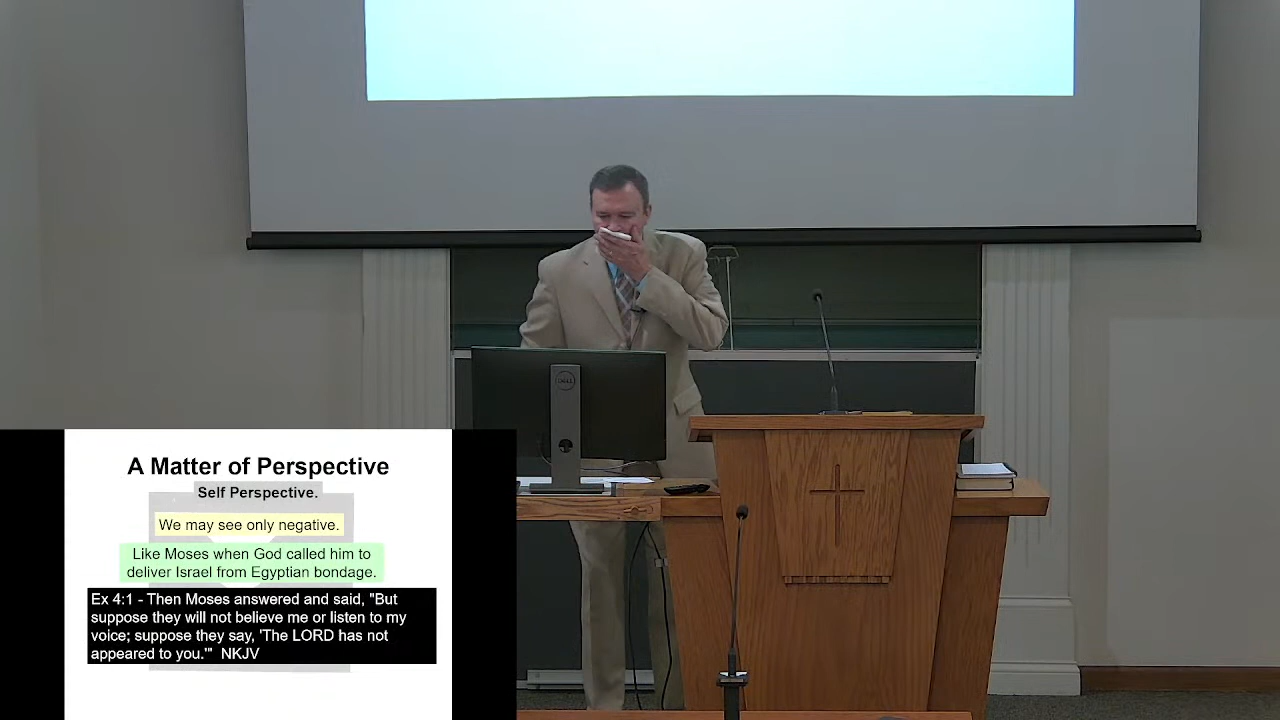 A Matter of Perspective
Self Perspective.
We may see only negative.
Like Moses when God called him to
deliver Israel from Egyptian bondage.
Ex 4:1 - Then Moses answered and said, "But
suppose they will not believe me or listen to my
voice; suppose they say, 'The LORD has not
appeared to you.'" NKJV
DELL